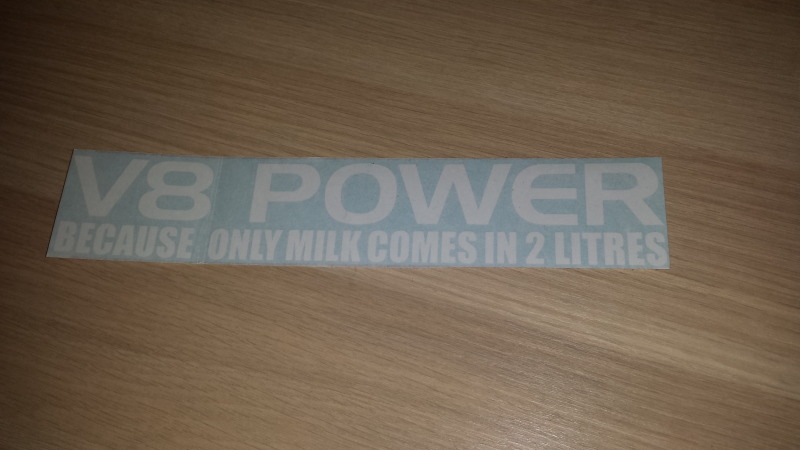 V8 POWER
BECAUSE ONLY MILK COMES IN 2 LITRES